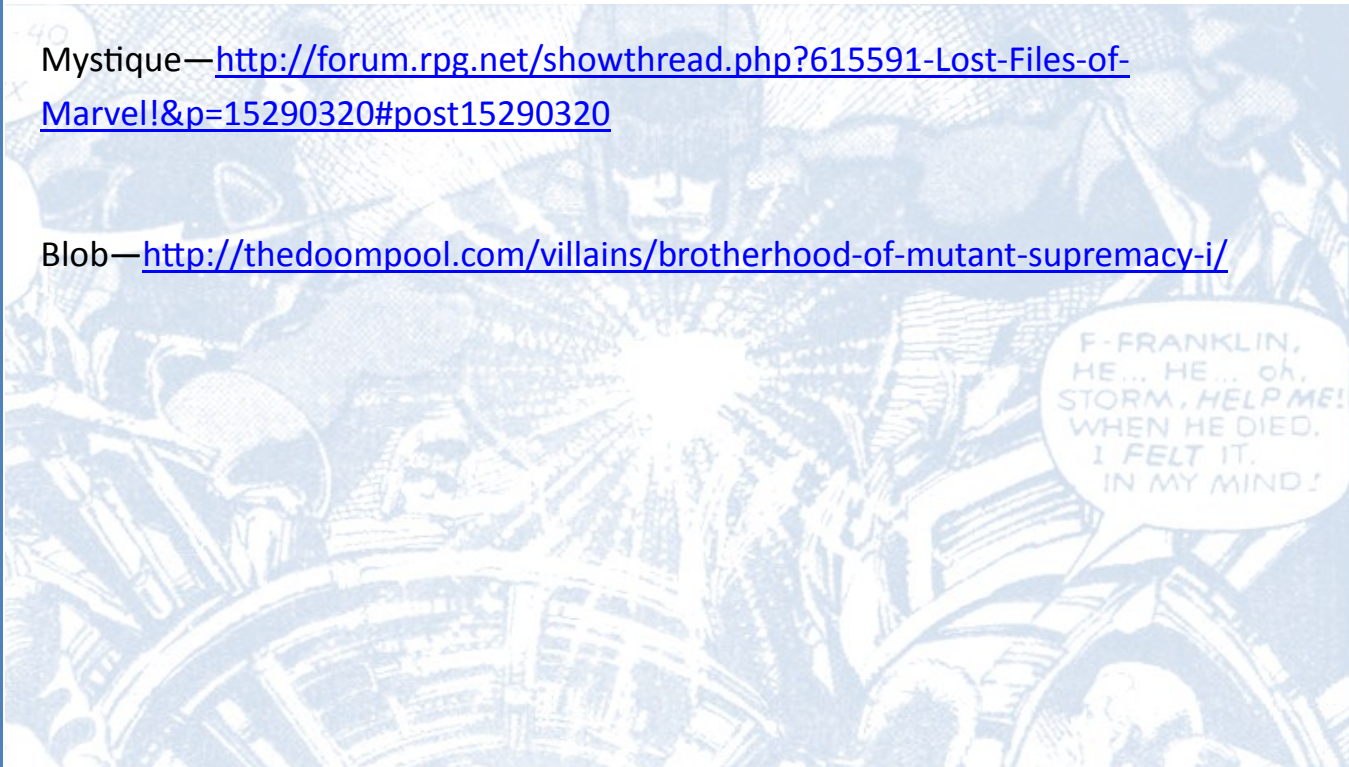 -40
X
Mystique—http://forum.rpg.net/showthread.php?615591-Lost-Files-of-
Marvel!&p=15290320#post15290320
Blob—http://thedoompool.com/villains/brotherhood-of-mutant-supremacy-i/
F-FRANKLIN,
HE... HE... oh,
STORM, HELP ME!
WHEN HE DIED,
I FELT IT.
IN MY MIND!